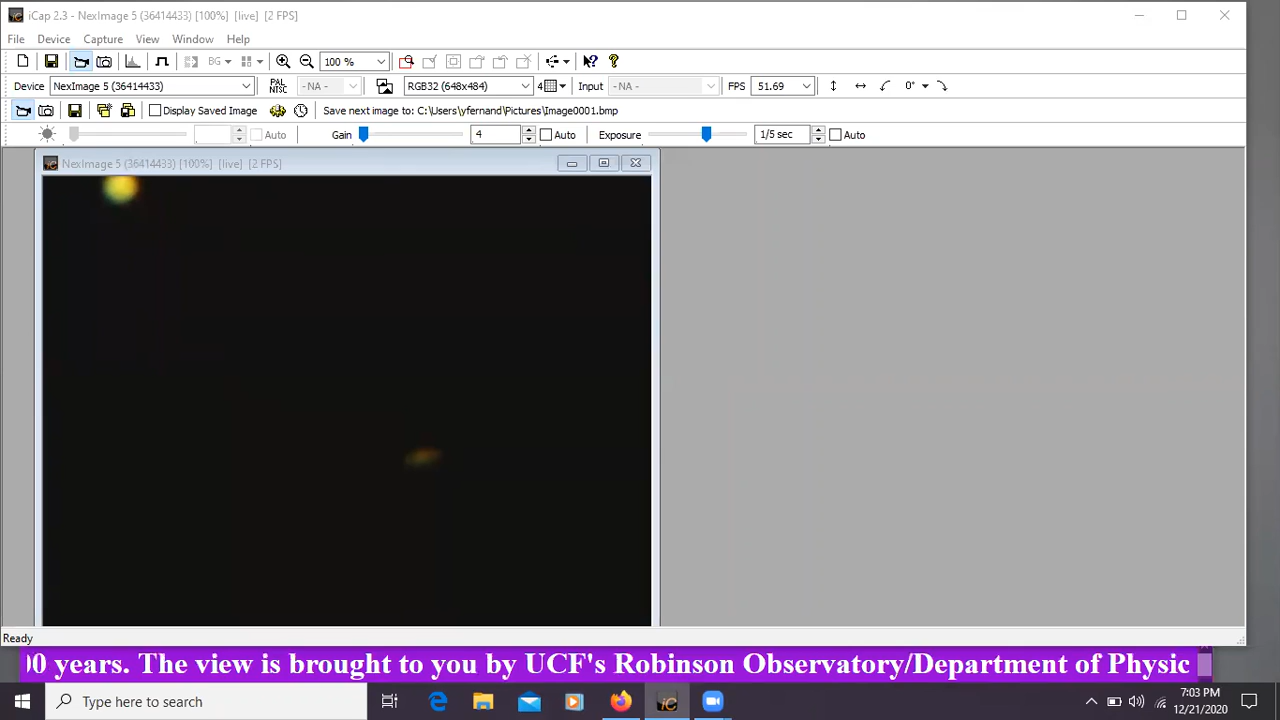 iCap 2.3 - NexImage 5 (36414433) [100%] [live] [2 FPS]
File Device Capture View Window Help
BG 100 %
Device NexImage 5 (36414433) PAL NTSC - NA - RGB32 (648x484) 4 Input - NA - FPS 51.69 0°
Display Saved Image Save next image to: C:\Users\yfernand\Pictures\Image0001.bmp
Auto Gain 4 Auto Exposure 1/5 sec Auto
NexImage 5 (36414433) [100%] [live] [2 FPS]
Ready
00 years. The view is brought to you by UCF's Robinson Observatory/Department of Physic
Type here to search
7:03 PM
12/21/2020